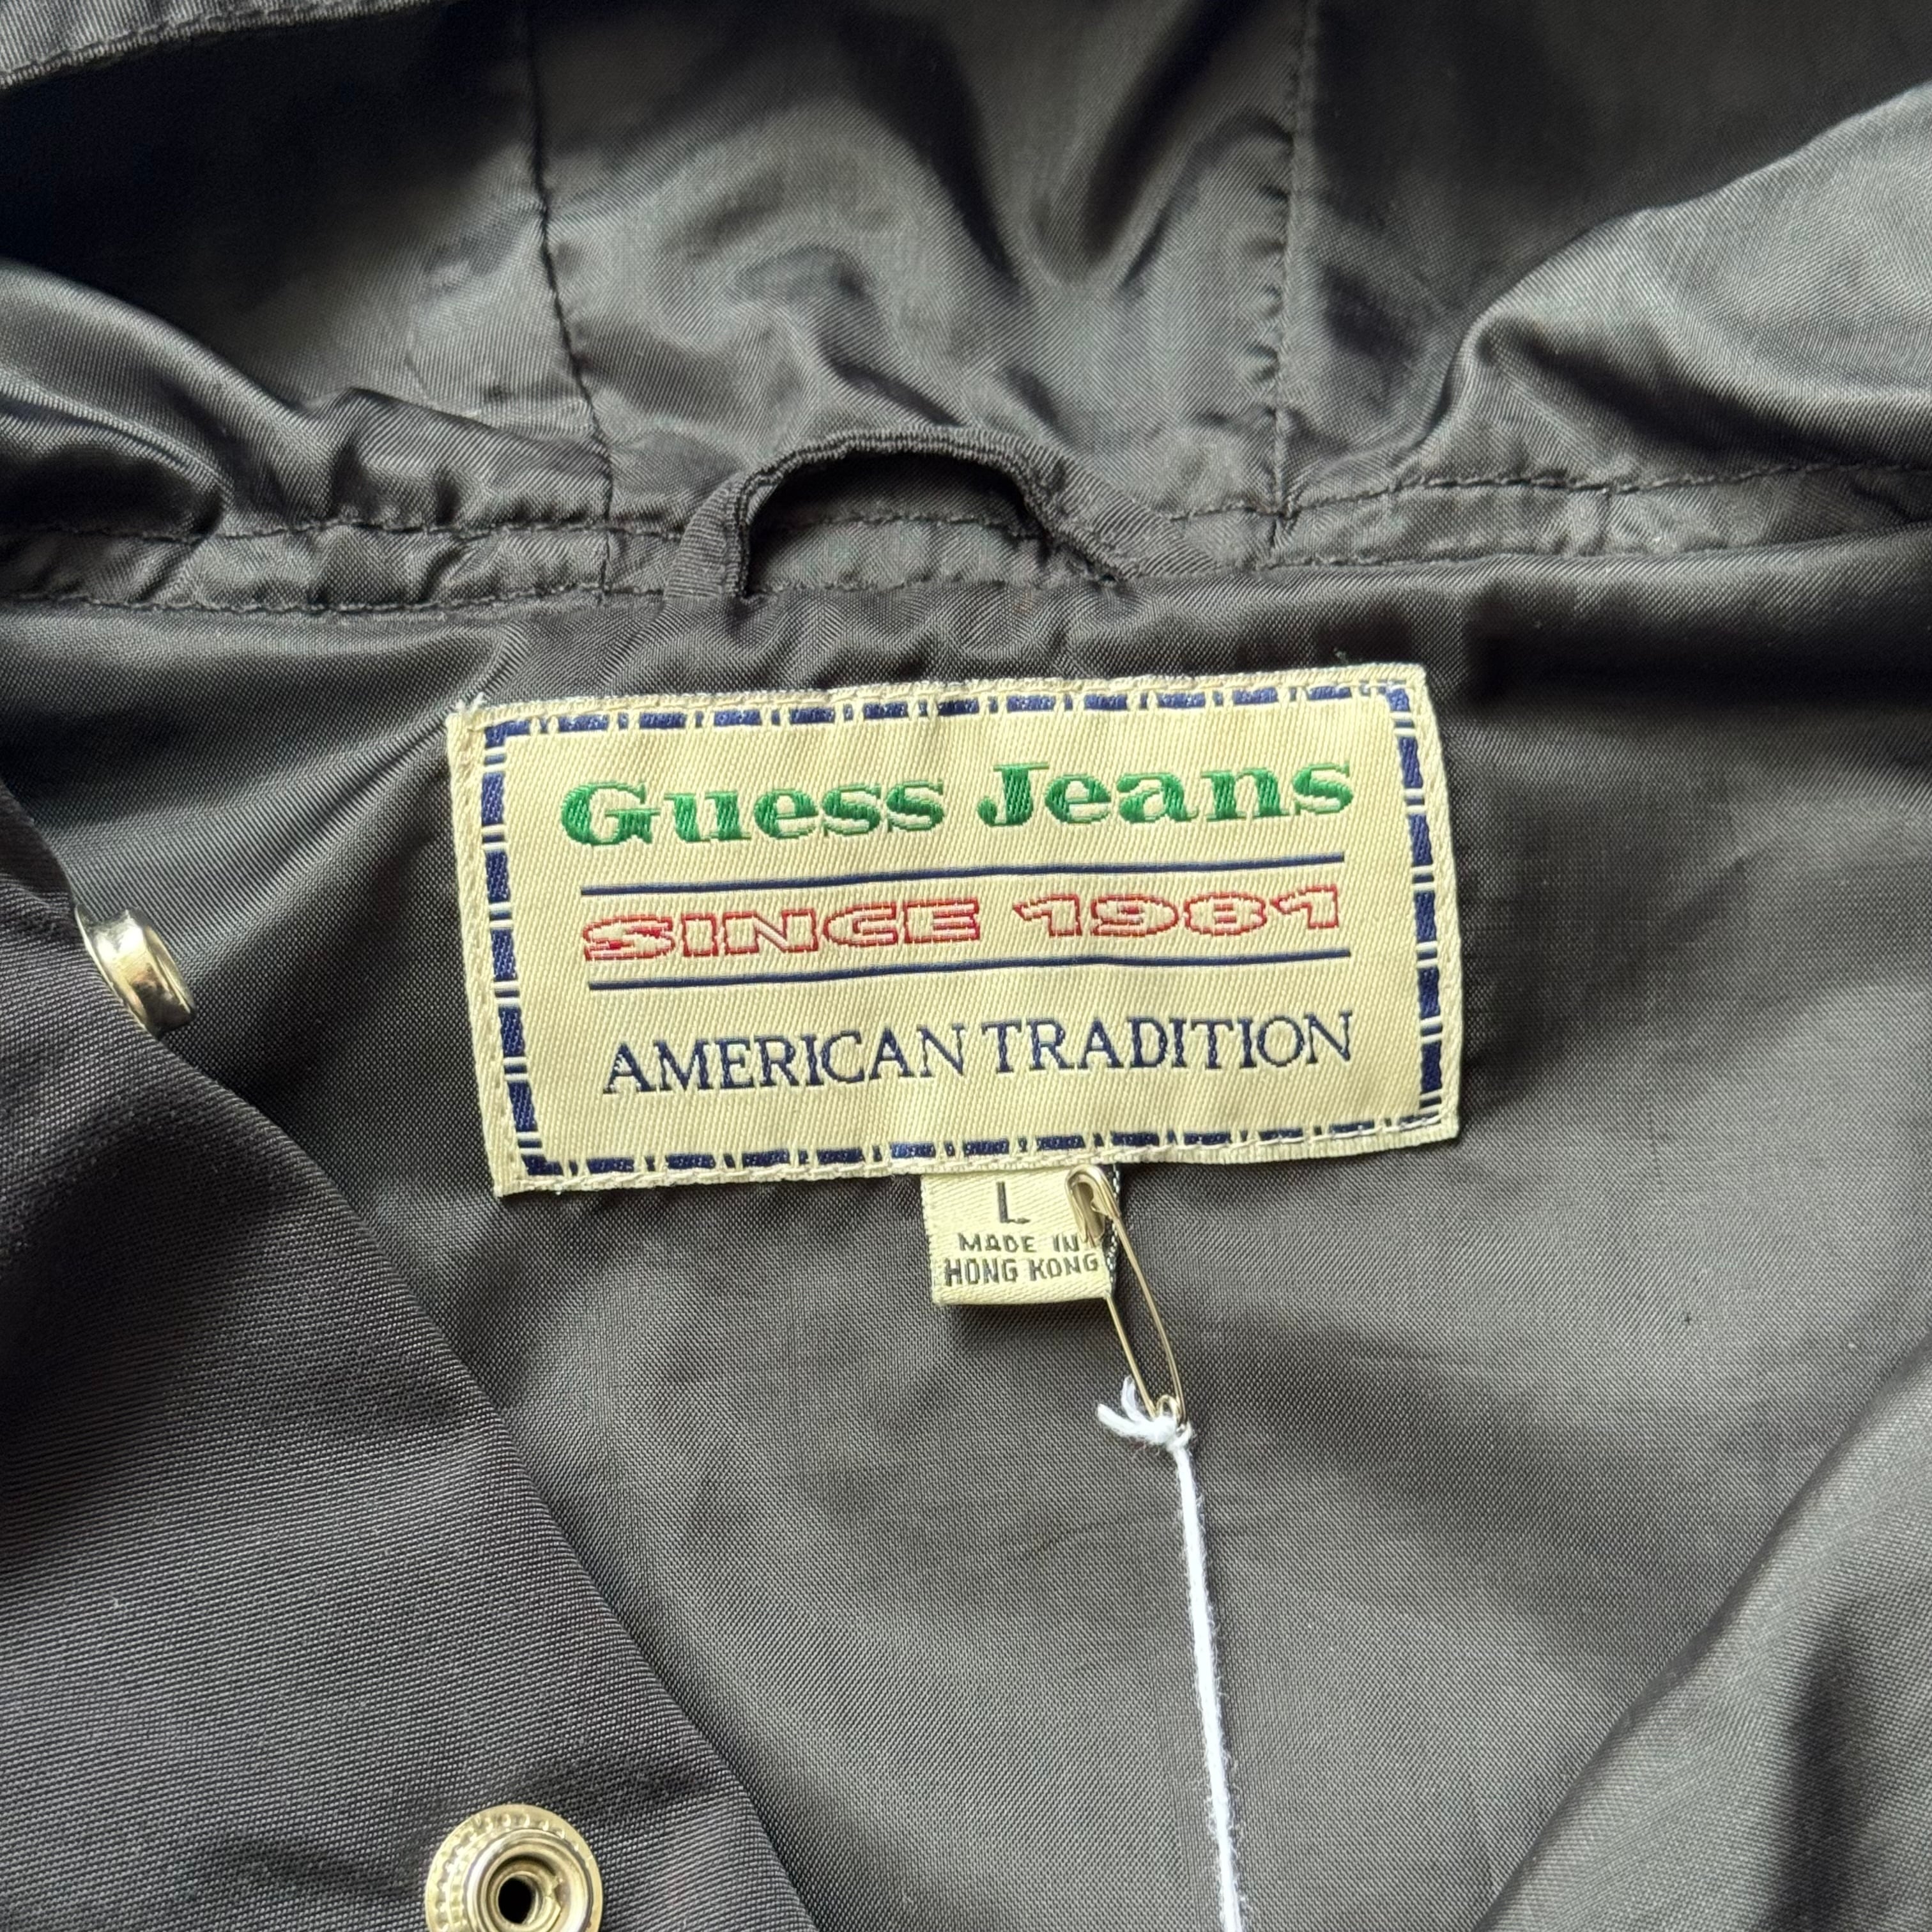 Guess Jeans
SINCE 1981
AMERICAN TRADITION
L
MADE IN
HONG KONG